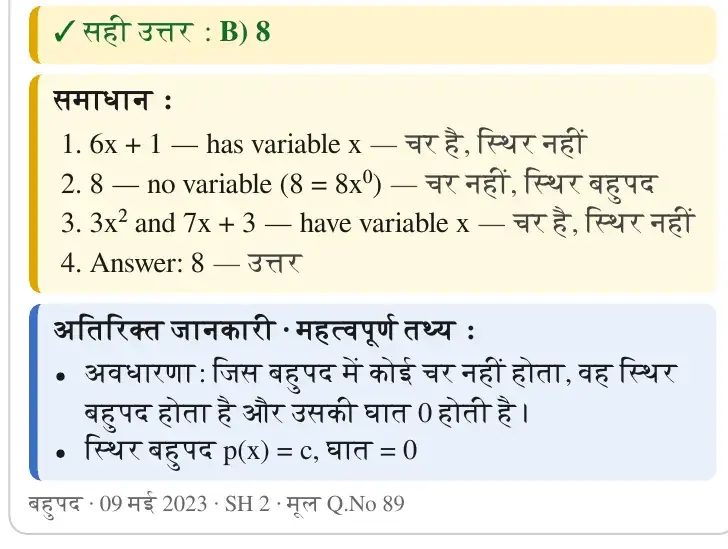 ✓ सही उत्तर : B) 8
समाधान :
1. 6x + 1 — has variable x — चर है, स्थिर नहीं
2. 8 — no variable (8 = 8x⁰) — चर नहीं, स्थिर बहुपद
3. 3x² and 7x + 3 — have variable x — चर है, स्थिर नहीं
4. Answer: 8 — उत्तर
अतिरिक्त जानकारी · महत्वपूर्ण तथ्य :
• अवधारणा : जिस बहुपद में कोई चर नहीं होता, वह स्थिर
बहुपद होता है और उसकी घात 0 होती है।
• स्थिर बहुपद p(x) = c, घात = 0
बहुपद · 09 मई 2023 · SH 2 · मूल Q.No 89